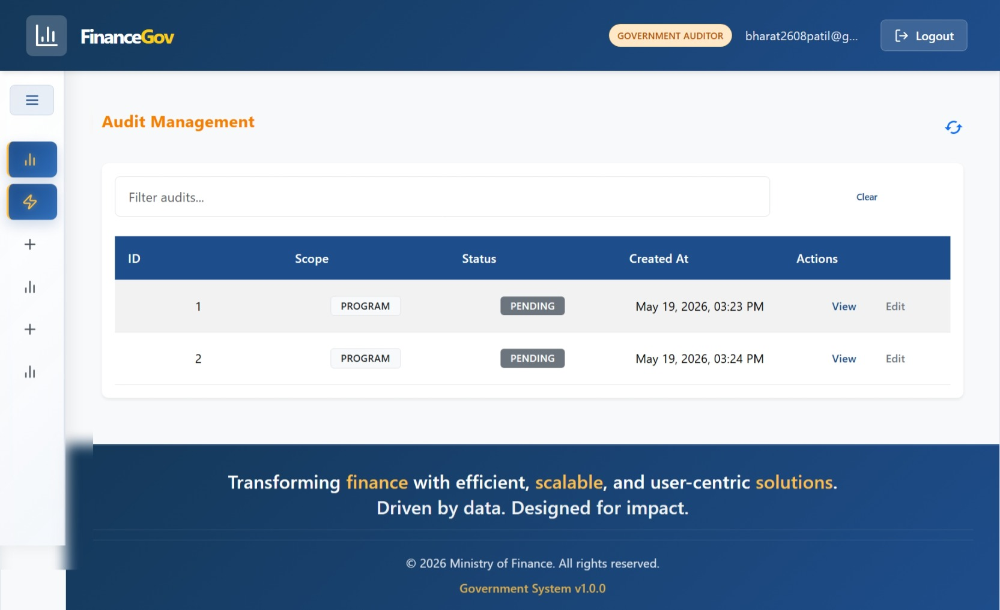 FinanceGov
GOVERNMENT AUDITOR
bharat2608patil@g...
Logout
Audit Management
Filter audits...
Clear
ID Scope Status Created At Actions
1 PROGRAM PENDING May 19, 2026, 03:23 PM View Edit
2 PROGRAM PENDING May 19, 2026, 03:24 PM View Edit
Transforming finance with efficient, scalable, and user-centric solutions.
Driven by data. Designed for impact.
© 2026 Ministry of Finance. All rights reserved.
Government System v1.0.0